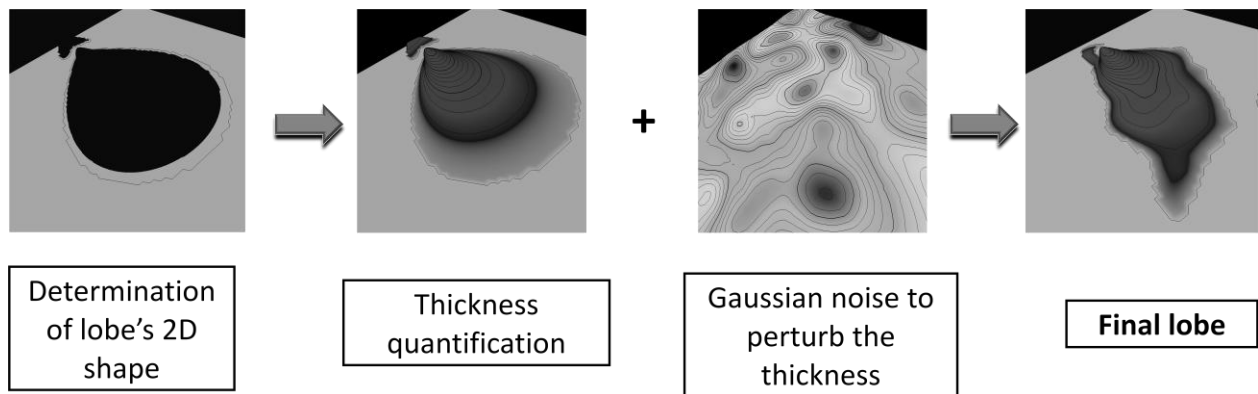 +
Determination
of lobe's 2D
shape
Thickness
quantification
Gaussian noise to
perturb the
thickness
Final lobe